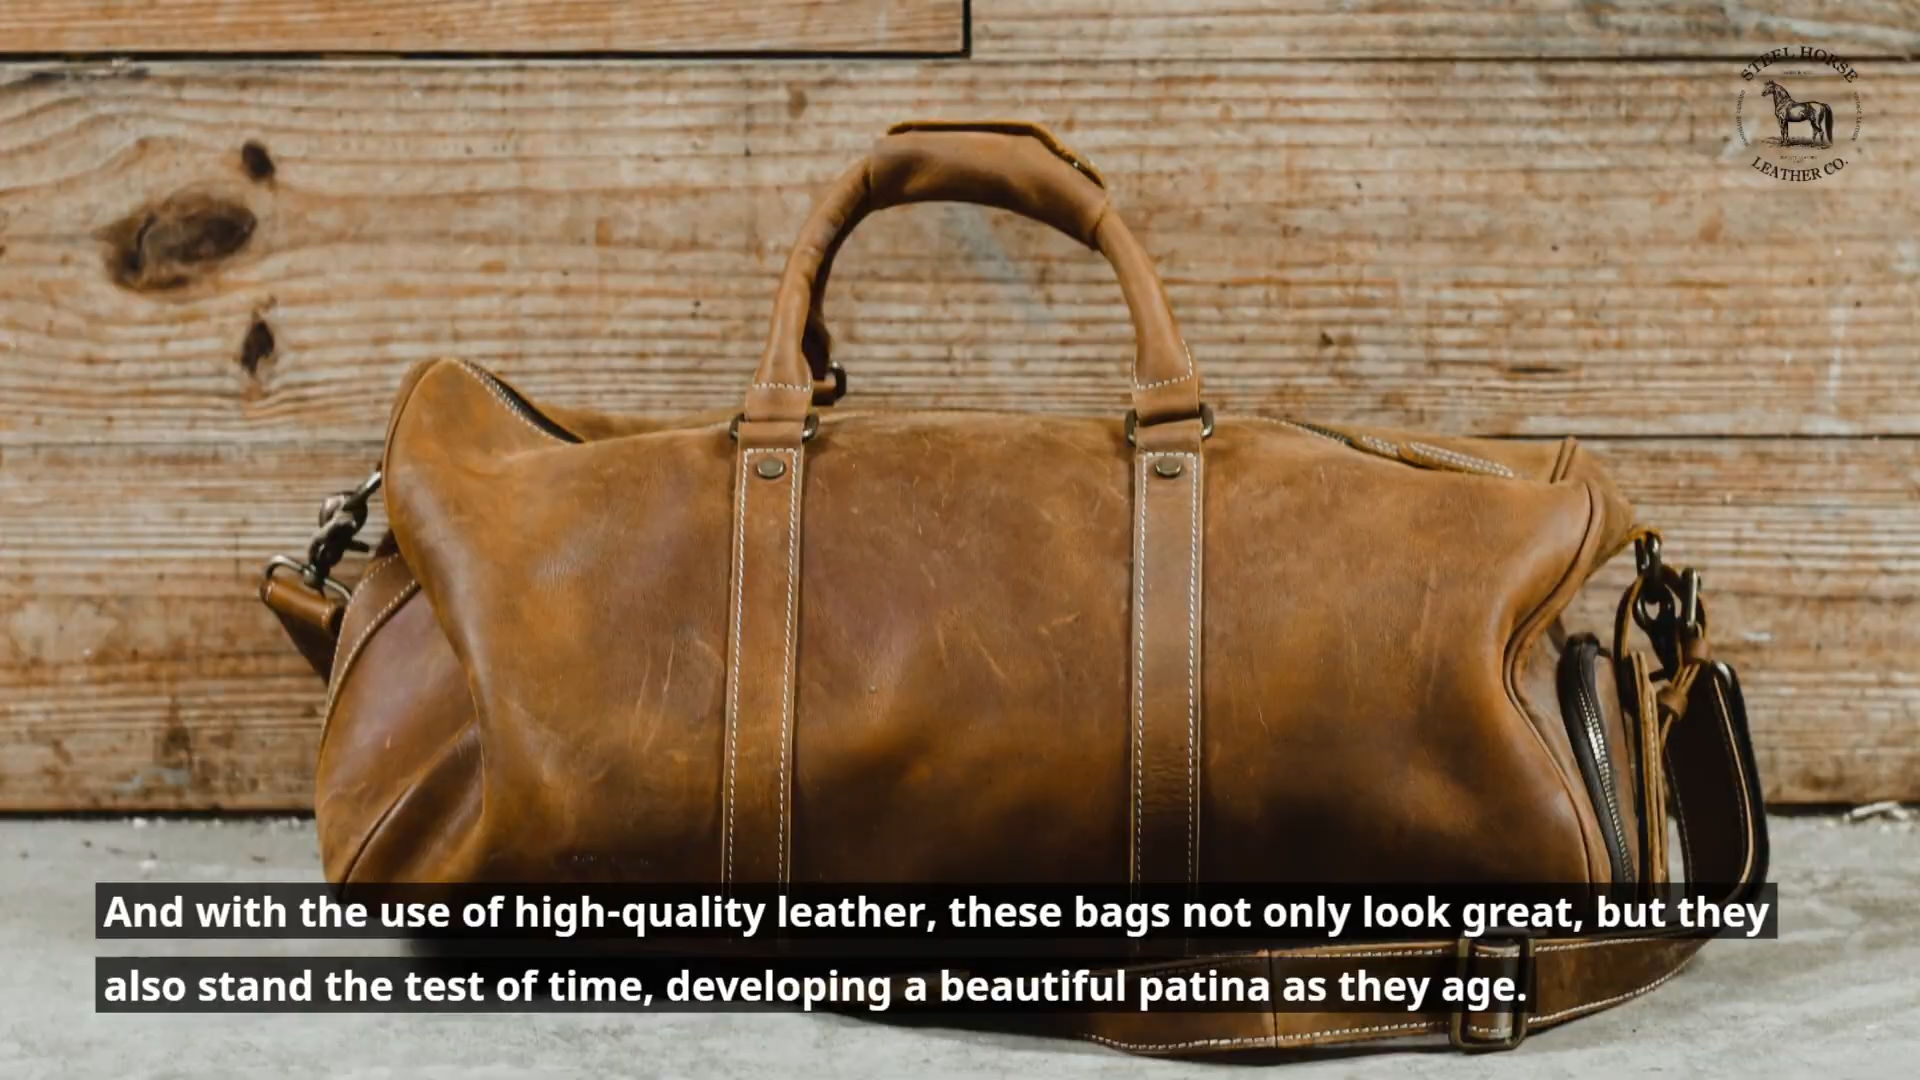 STEEL HORSE
LEATHER CO.
And with the use of high-quality leather, these bags not only look great, but they
also stand the test of time, developing a beautiful patina as they age.